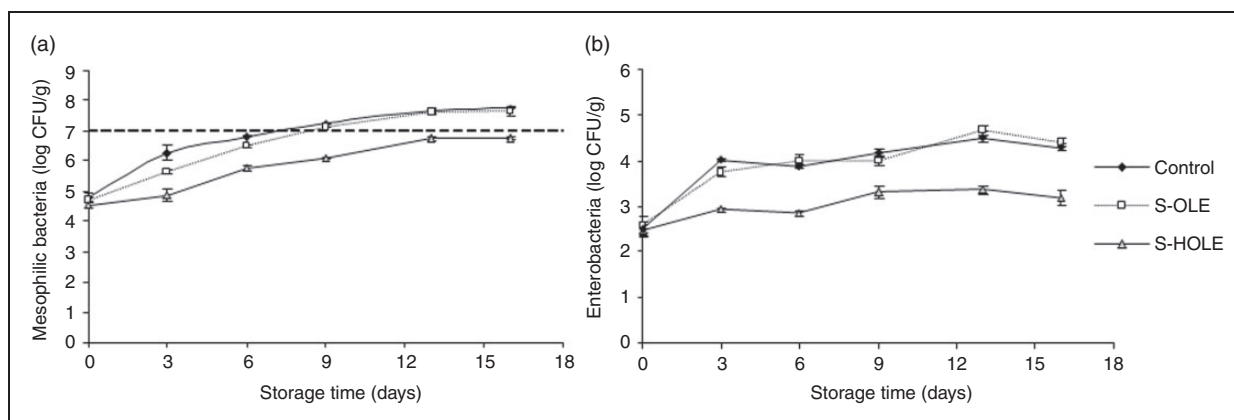 (a)
Mesophilic bacteria (log CFU/g)
9
8
7
6
5
4
3
2
1
0
0 3 6 9 12 15 18
Storage time (days)
(b)
Enterobacteria (log CFU/g)
6
5
4
3
2
1
0
0 3 6 9 12 15 18
Storage time (days)
Control
S-OLE
S-HOLE